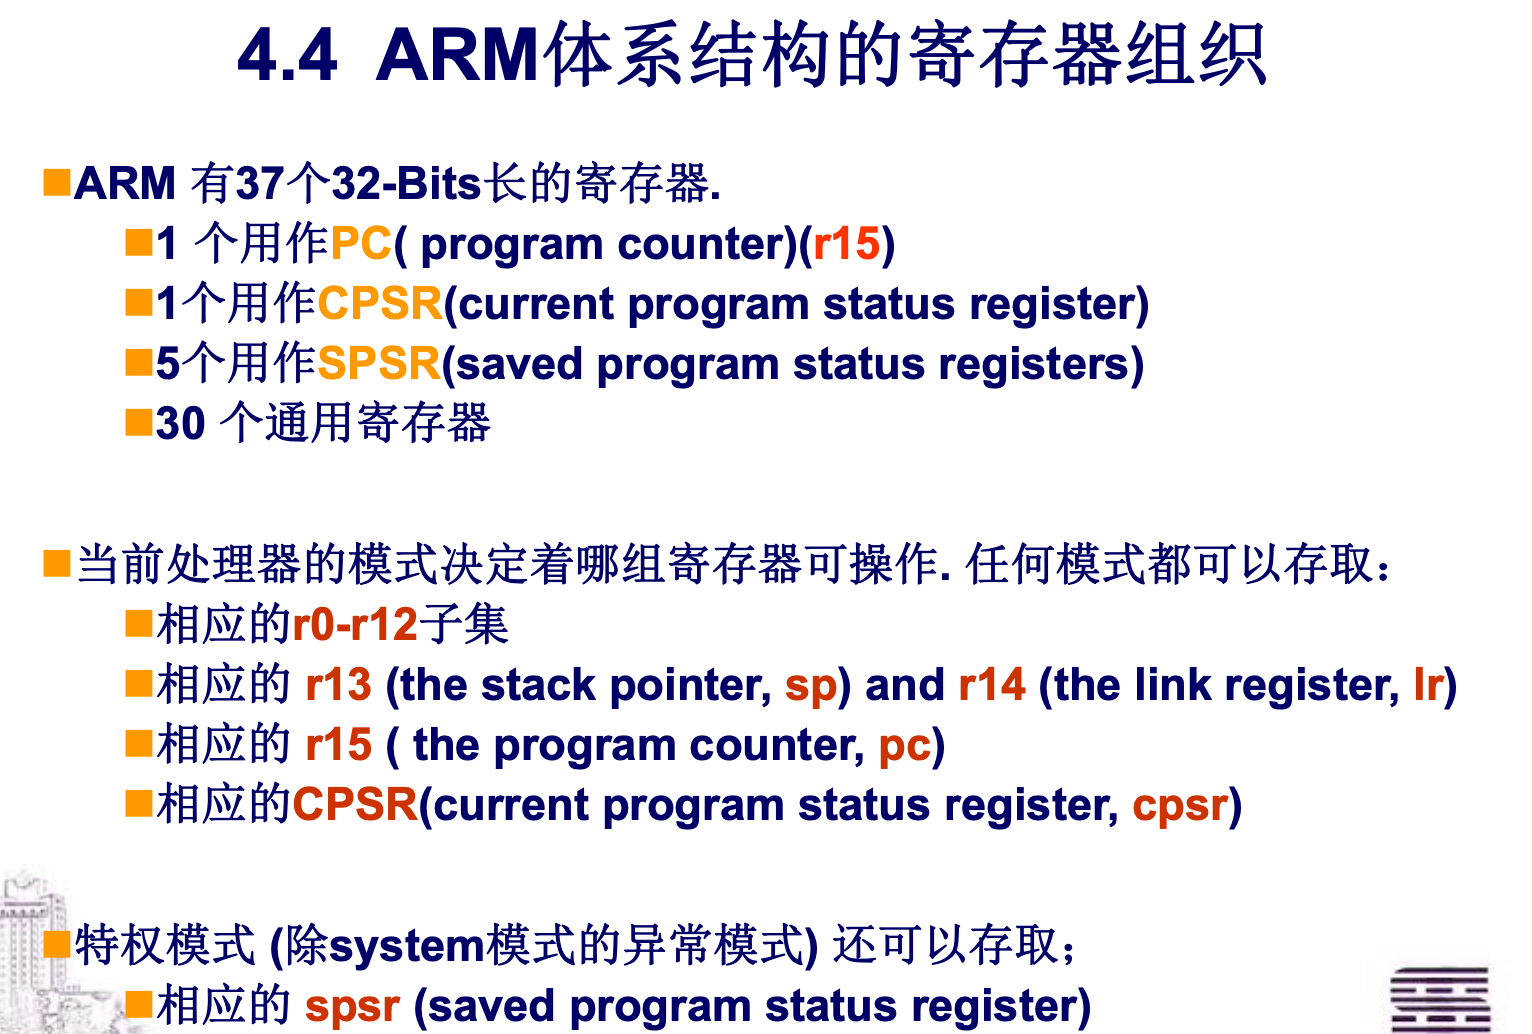 4.4 ARM体系结构的寄存器组织
ARM 有37个32-Bits长的寄存器.
1 个用作PC( program counter)(r15)
1个用作CPSR(current program status register)
5个用作SPSR(saved program status registers)
30 个通用寄存器
当前处理器的模式决定着哪组寄存器可操作. 任何模式都可以存取：
相应的r0-r12子集
相应的 r13 (the stack pointer, sp) and r14 (the link register, lr)
相应的 r15 ( the program counter, pc)
相应的CPSR(current program status register, cpsr)
特权模式 (除system模式的异常模式) 还可以存取；
相应的 spsr (saved program status register)